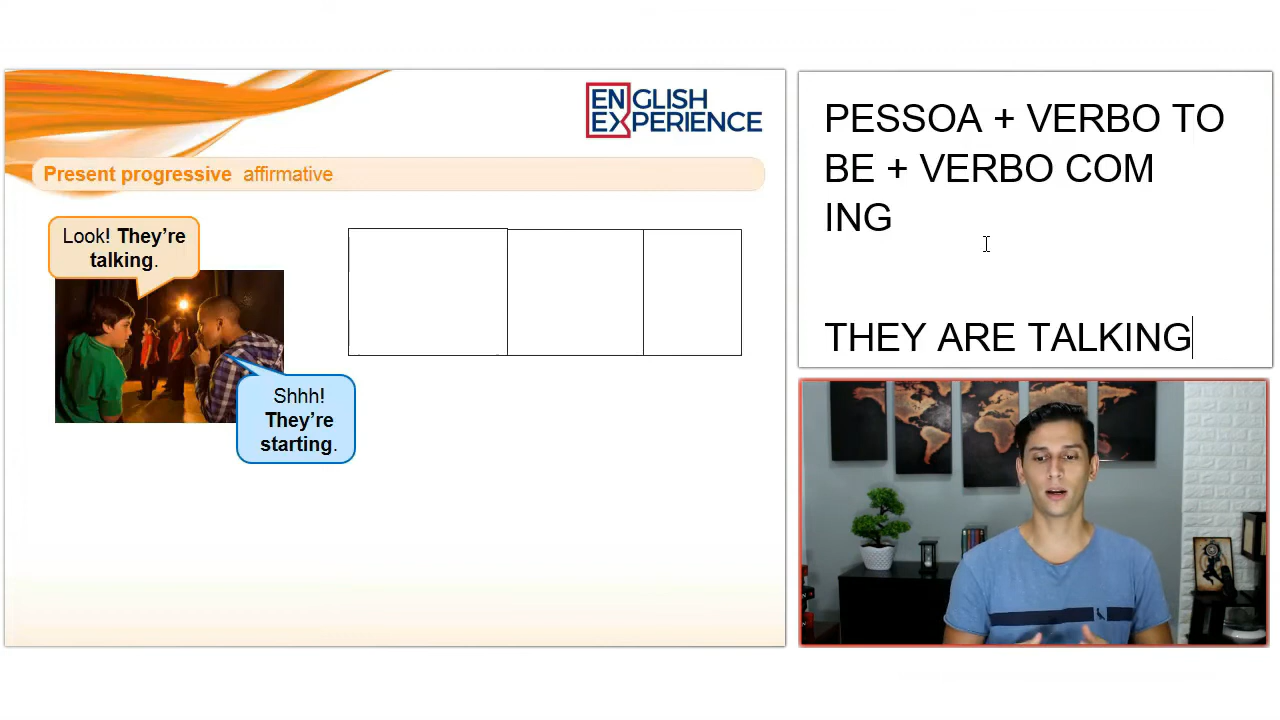 ENGLISH
EXPERIENCE
Present progressive affirmative
Look! They're
talking.
Shhh!
They're
starting.
PESSOA + VERBO TO
BE + VERBO COM
ING
THEY ARE TALKING